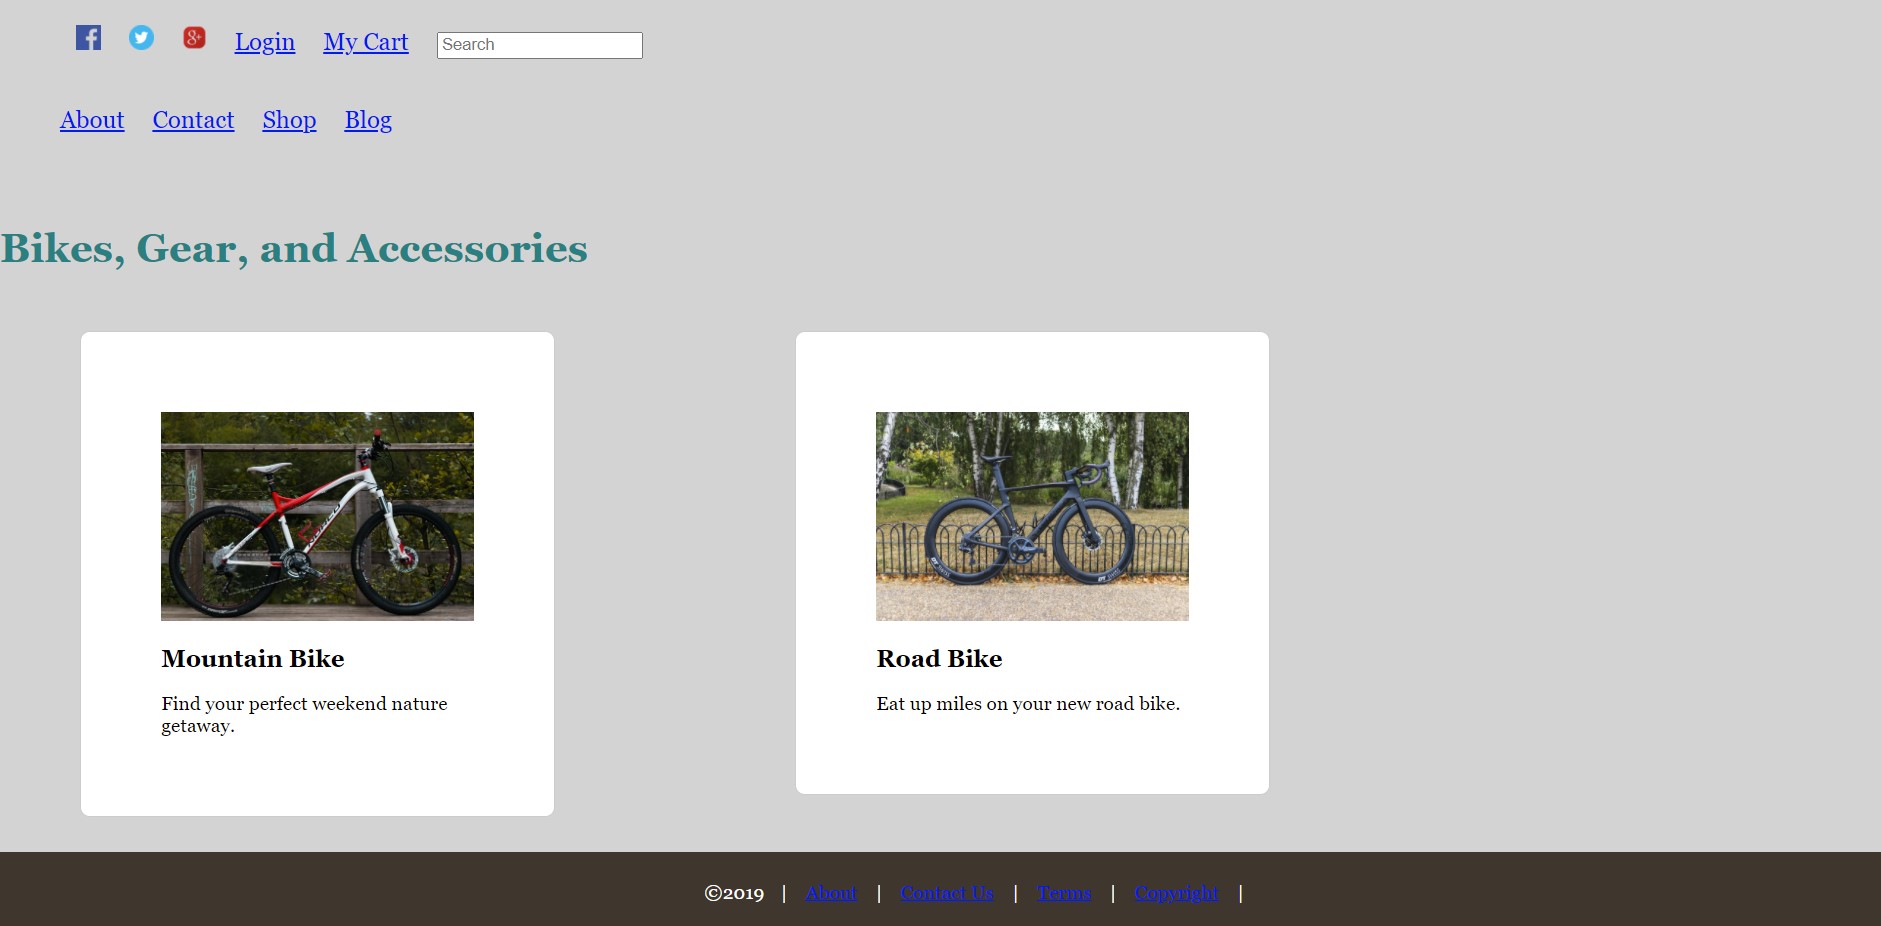 Login My Cart Search
About Contact Shop Blog
Bikes, Gear, and Accessories
NORCO
Mountain Bike
Find your perfect weekend nature
getaway.
Road Bike
Eat up miles on your new road bike.
©2019 | About | Contact Us | Terms | Copyright |